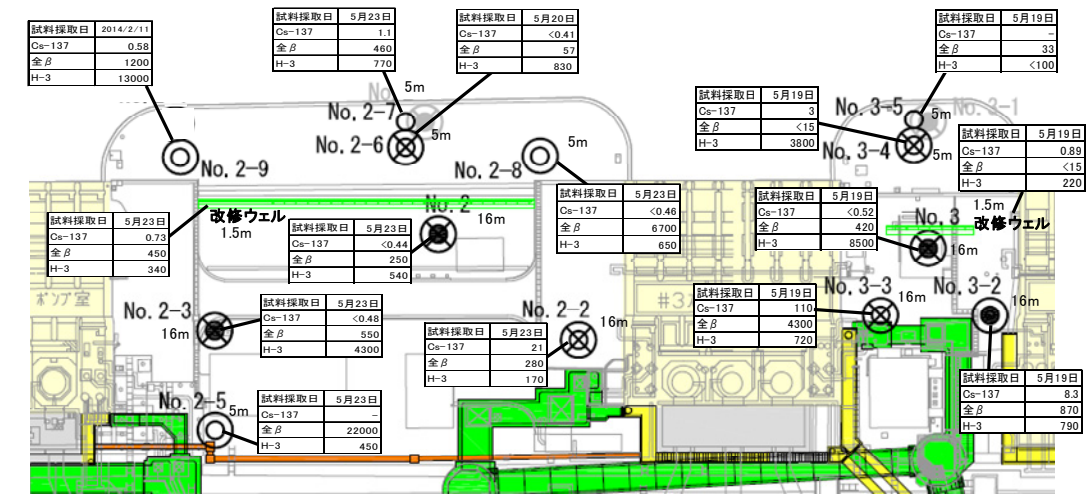 試料採取日 2014/2/11
Cs-137 0.58
全β 1200
H-3 13000
試料採取日 5月23日
Cs-137 1.1
全β 460
H-3 770
試料採取日 5月20日
Cs-137 <0.41
全β 57
H-3 830
試料採取日 5月19日
Cs-137 -
全β 33
H-3 <100
No. 2-7
5m
No. 2-6
5m
No. 2-9
No. 2-8
5m
試料採取日 5月19日
Cs-137 3
全β <15
H-3 3800
No. 3-5
5m
No. 3-1
No. 3-4
5m
試料採取日 5月19日
Cs-137 0.89
全β <15
H-3 220
改修ウェル
1.5m
試料採取日 5月23日
Cs-137 0.73
全β 450
H-3 340
No. 2
16m
試料採取日 5月23日
Cs-137 <0.44
全β 250
H-3 540
試料採取日 5月23日
Cs-137 <0.46
全β 6700
H-3 650
試料採取日 5月19日
Cs-137 <0.52
全β 420
H-3 8500
1.5m
改修ウェル
No. 3
16m
ポンプ室
No. 2-3
16m
試料採取日 5月23日
Cs-137 <0.48
全β 550
H-3 4300
No. 2-2
16m
試料採取日 5月23日
Cs-137 21
全β 280
H-3 170
#3
試料採取日 5月19日
Cs-137 110
全β 4300
H-3 720
No. 3-3
16m
No. 3-2
16m
試料採取日 5月19日
Cs-137 8.3
全β 870
H-3 790
No. 2-5
5m
試料採取日 5月23日
Cs-137 -
全β 22000
H-3 450